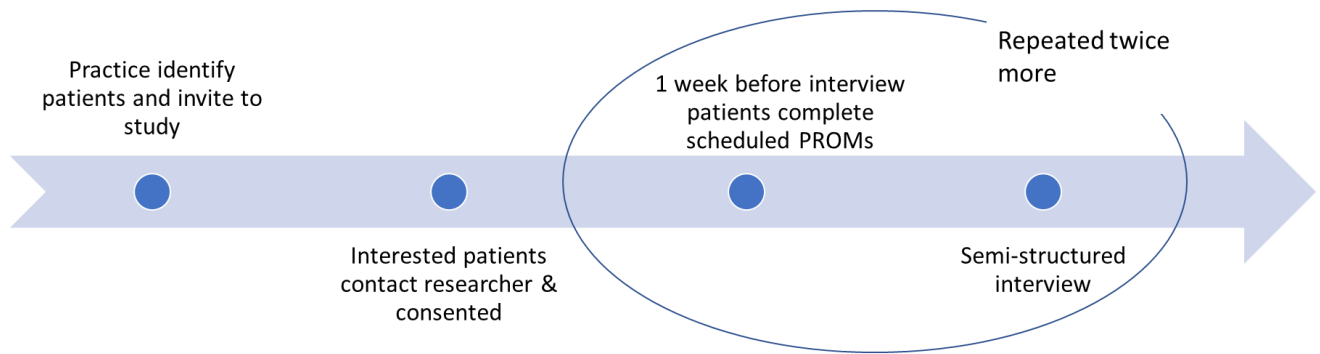 Practice identify
patients and invite to
study
Interested patients
contact researcher &
consented
1 week before interview
patients complete
scheduled PROMs
Semi-structured
interview
Repeated twice
more